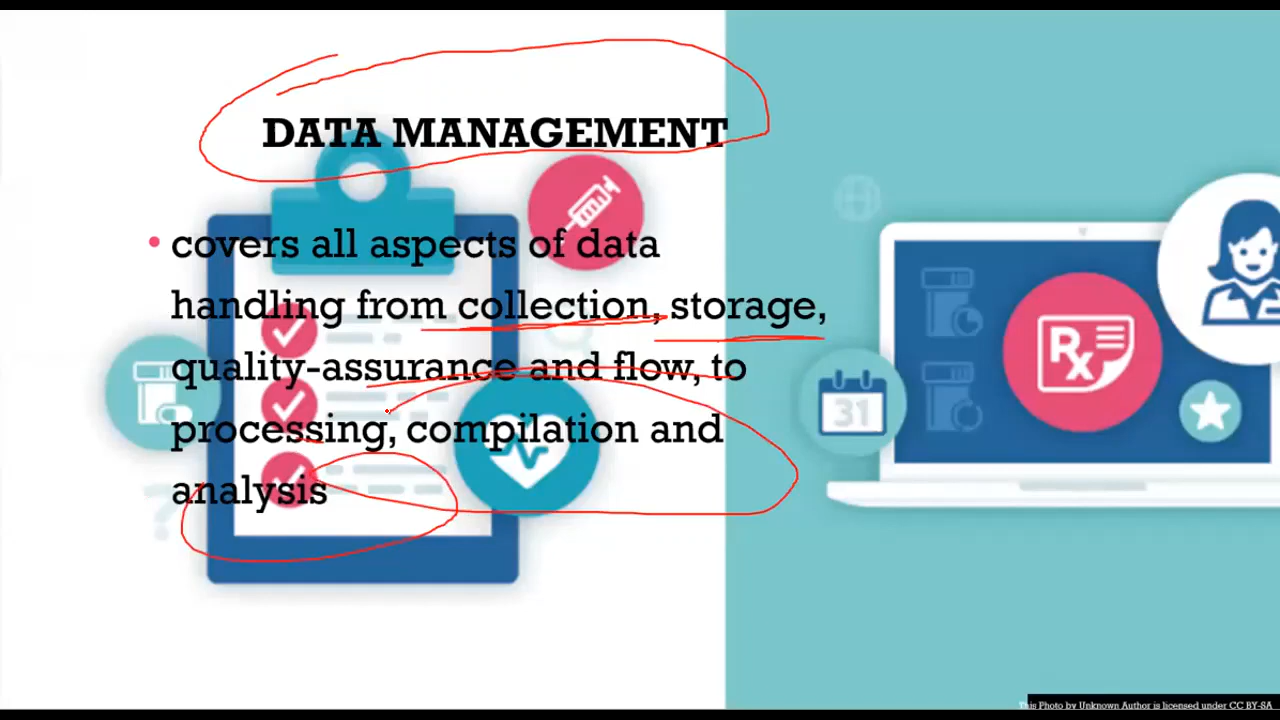 DATA MANAGEMENT
• covers all aspects of data
handling from collection, storage,
quality-assurance and flow, to
processing, compilation and
analysis
Rx
31
This Photo by Unknown Author is licensed under CC BY-SA